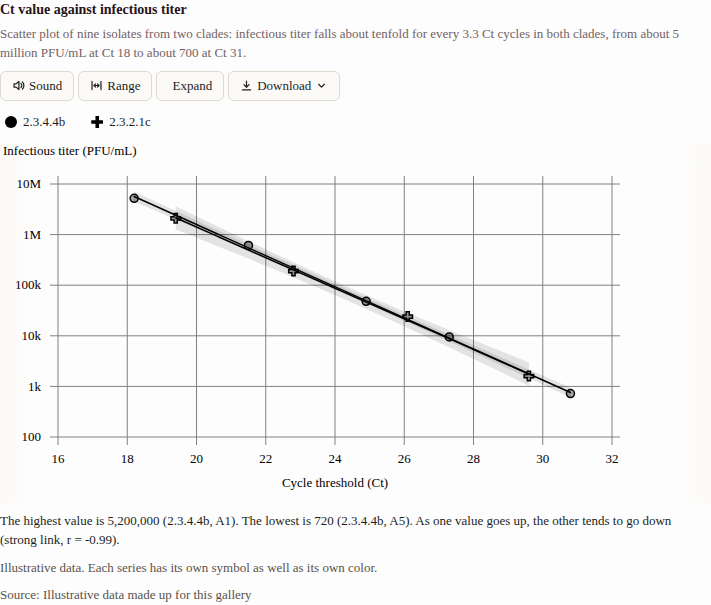 Ct value against infectious titer
Scatter plot of nine isolates from two clades: infectious titer falls about tenfold for every 3.3 Ct cycles in both clades, from about 5
million PFU/mL at Ct 18 to about 700 at Ct 31.
Sound Range Expand Download
2.3.4.4b 2.3.2.1c
Infectious titer (PFU/mL)
10M
1M
100k
10k
1k
100
16 18 20 22 24 26 28 30 32
Cycle threshold (Ct)
The highest value is 5,200,000 (2.3.4.4b, A1). The lowest is 720 (2.3.4.4b, A5). As one value goes up, the other tends to go down
(strong link, r = -0.99).
Illustrative data. Each series has its own symbol as well as its own color.
Source: Illustrative data made up for this gallery